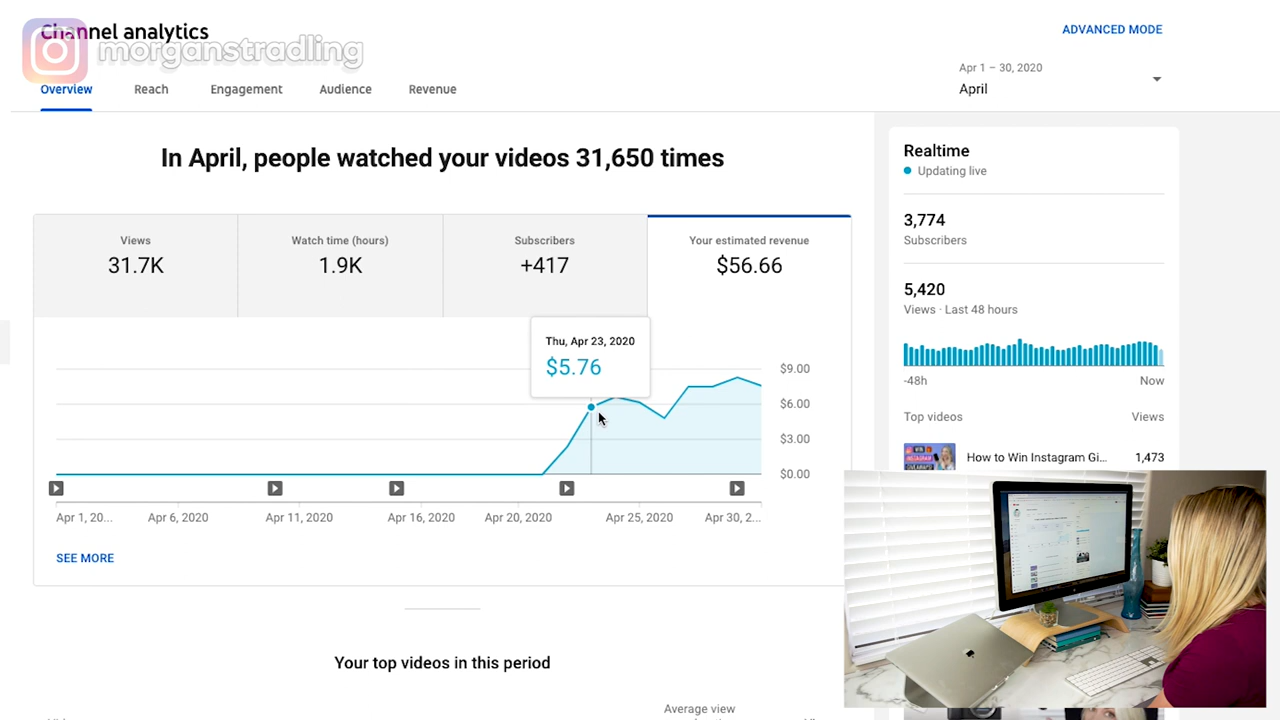 Channel analytics
morganstradling
ADVANCED MODE
Overview
Reach
Engagement
Audience
Revenue
Apr 1 – 30, 2020
April
In April, people watched your videos 31,650 times
Views
31.7K
Watch time (hours)
1.9K
Subscribers
+417
Your estimated revenue
$56.66
Thu, Apr 23, 2020
$5.76
$9.00
$6.00
$3.00
$0.00
Apr 1, 20...
Apr 6, 2020
Apr 11, 2020
Apr 16, 2020
Apr 20, 2020
Apr 25, 2020
Apr 30, 2...
SEE MORE
Your top videos in this period
Average view
Realtime
Updating live
3,774
Subscribers
5,420
Views · Last 48 hours
-48h
Now
Top videos
Views
How to Win Instagram Gi...
1,473